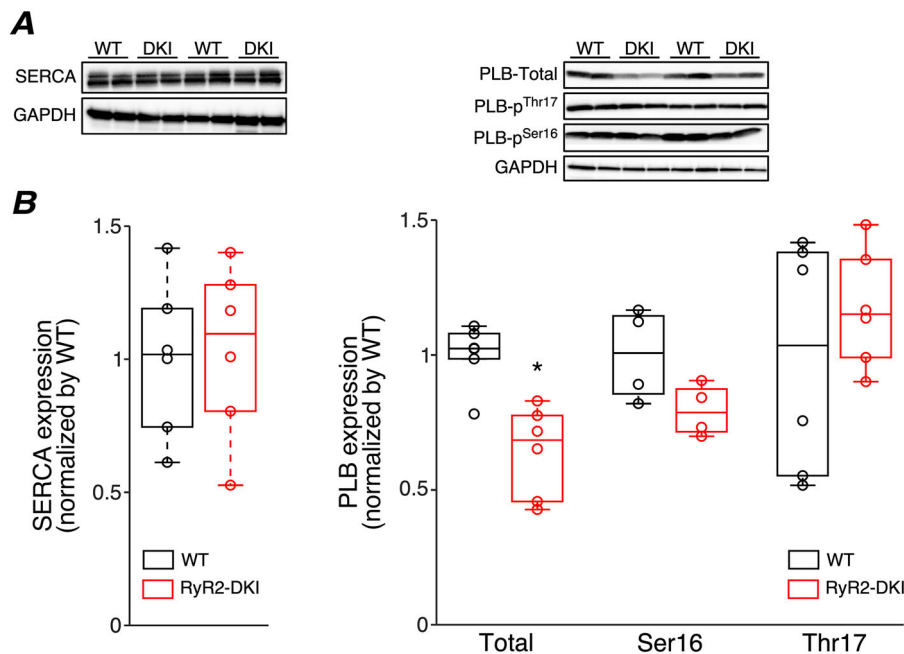 A
WT DKI WT DKI
SERCA
GAPDH
WT DKI WT DKI
PLB-Total
PLB-pThr17
PLB-pSer16
GAPDH
B
SERCA expression
(normalized by WT)
1.5
1
0.5
0
WT
RyR2-DKI
PLB expression
(normalized by WT)
1.5
1
0.5
0
*
WT
RyR2-DKI
Total Ser16 Thr17